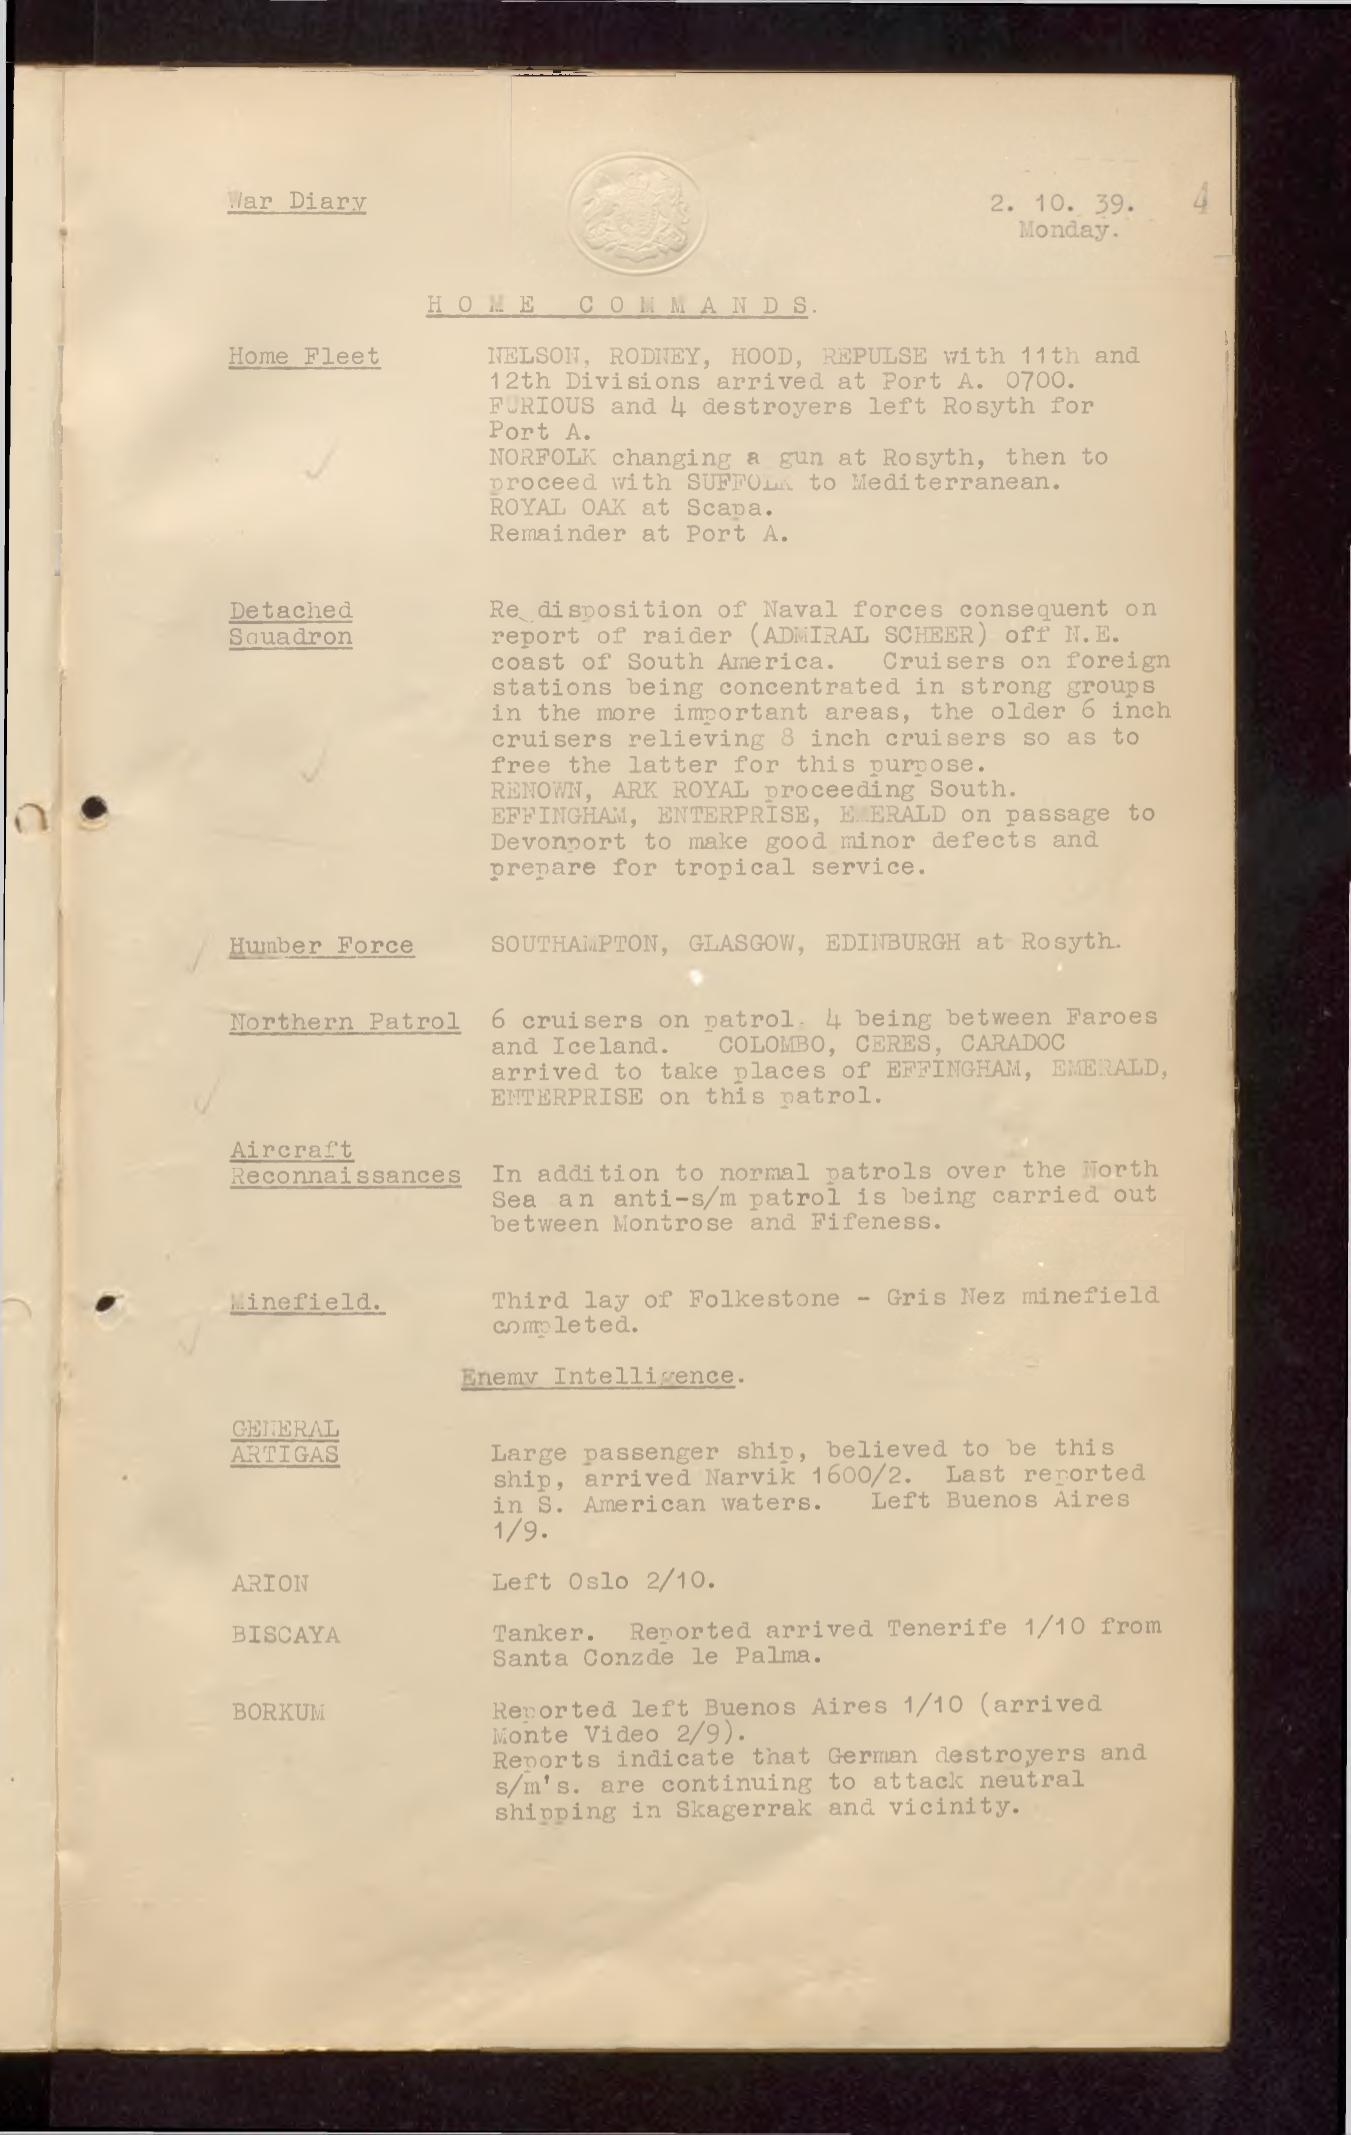 War Diary
2. 10. 39. 4
Monday.
HOME COMMANDS.
Home Fleet NELSON, RODNEY, HOOD, REPULSE with 11th and
12th Divisions arrived at Port A. 0700.
FURIOUS and 4 destroyers left Rosyth for
Port A.
NORFOLK changing a gun at Rosyth, then to
proceed with SUFFOLK to Mediterranean.
ROYAL OAK at Scapa.
Remainder at Port A.
Detached Re disposition of Naval forces consequent on
Squadron report of raider (ADMIRAL SCHEER) off N.E.
coast of South America. Cruisers on foreign
stations being concentrated in strong groups
in the more important areas, the older 6 inch
cruisers relieving 8 inch cruisers so as to
free the latter for this purpose.
RENOWN, ARK ROYAL proceeding South.
EFFINGHAM, ENTERPRISE, EMERALD on passage to
Devonport to make good minor defects and
prepare for tropical service.
Humber Force SOUTHAMPTON, GLASGOW, EDINBURGH at Rosyth.
Northern Patrol 6 cruisers on patrol. 4 being between Faroes
and Iceland. COLOMBO, CERES, CARADOC
arrived to take places of EFFINGHAM, EMERALD,
ENTERPRISE on this patrol.
Aircraft
Reconnaissances In addition to normal patrols over the North
Sea an anti-s/m patrol is being carried out
between Montrose and Fifeness.
Minefield. Third lay of Folkestone - Gris Nez minefield
completed.
Enemy Intelligence.
GENERAL
ARTIGAS Large passenger ship, believed to be this
ship, arrived Narvik 1600/2. Last reported
in S. American waters. Left Buenos Aires
1/9.
ARION Left Oslo 2/10.
BISCAYA Tanker. Reported arrived Tenerife 1/10 from
Santa Conzde le Palma.
BORKUM Reported left Buenos Aires 1/10 (arrived
Monte Video 2/9).
Reports indicate that German destroyers and
s/m's. are continuing to attack neutral
shipping in Skagerrak and vicinity.